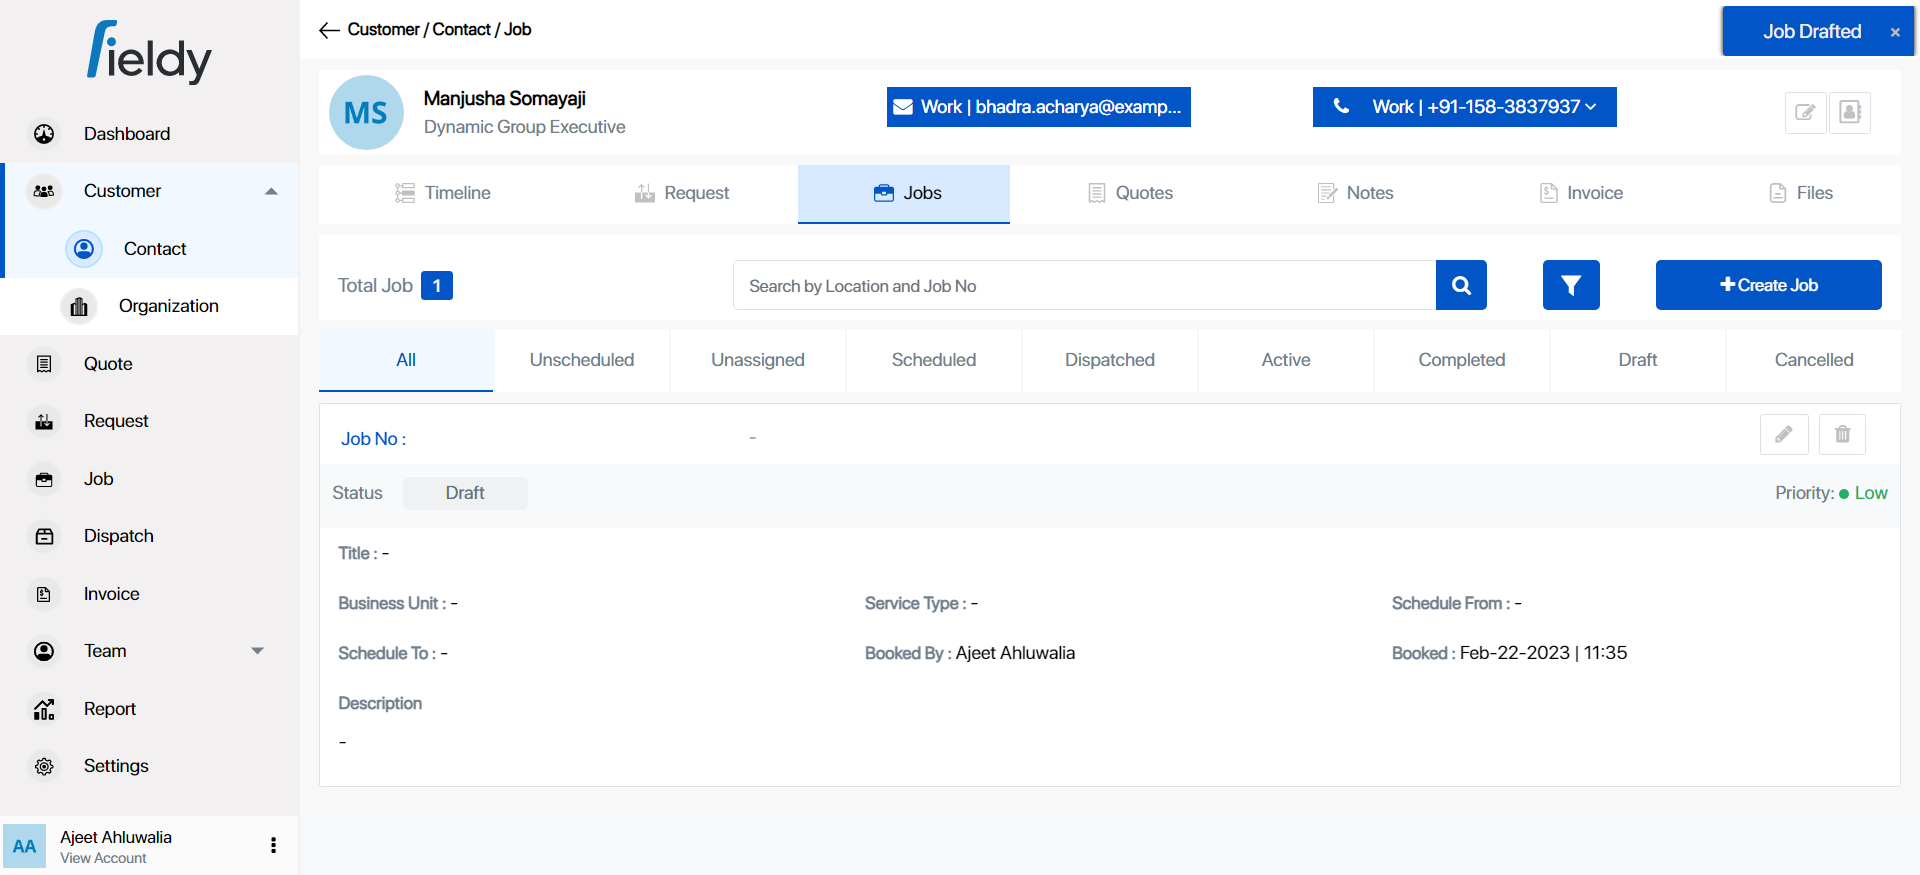 fieldy
Customer / Contact / Job
Job Drafted ×
Dashboard
Customer
Contact
Organization
Quote
Request
Job
Dispatch
Invoice
Team
Report
Settings
AA
Ajeet Ahluwalia
View Account
MS
Manjusha Somayaji
Dynamic Group Executive
Work | bhadra.acharya@examp...
Work | +91-158-3837937
Timeline
Request
Jobs
Quotes
Notes
Invoice
Files
Total Job 1
Search by Location and Job No
Create Job
All
Unscheduled
Unassigned
Scheduled
Dispatched
Active
Completed
Draft
Cancelled
Job No : -
Status Draft
Priority: Low
Title : -
Business Unit : -
Service Type : -
Schedule From : -
Schedule To : -
Booked By : Ajeet Ahluwalia
Booked : Feb-22-2023 | 11:35
Description
-